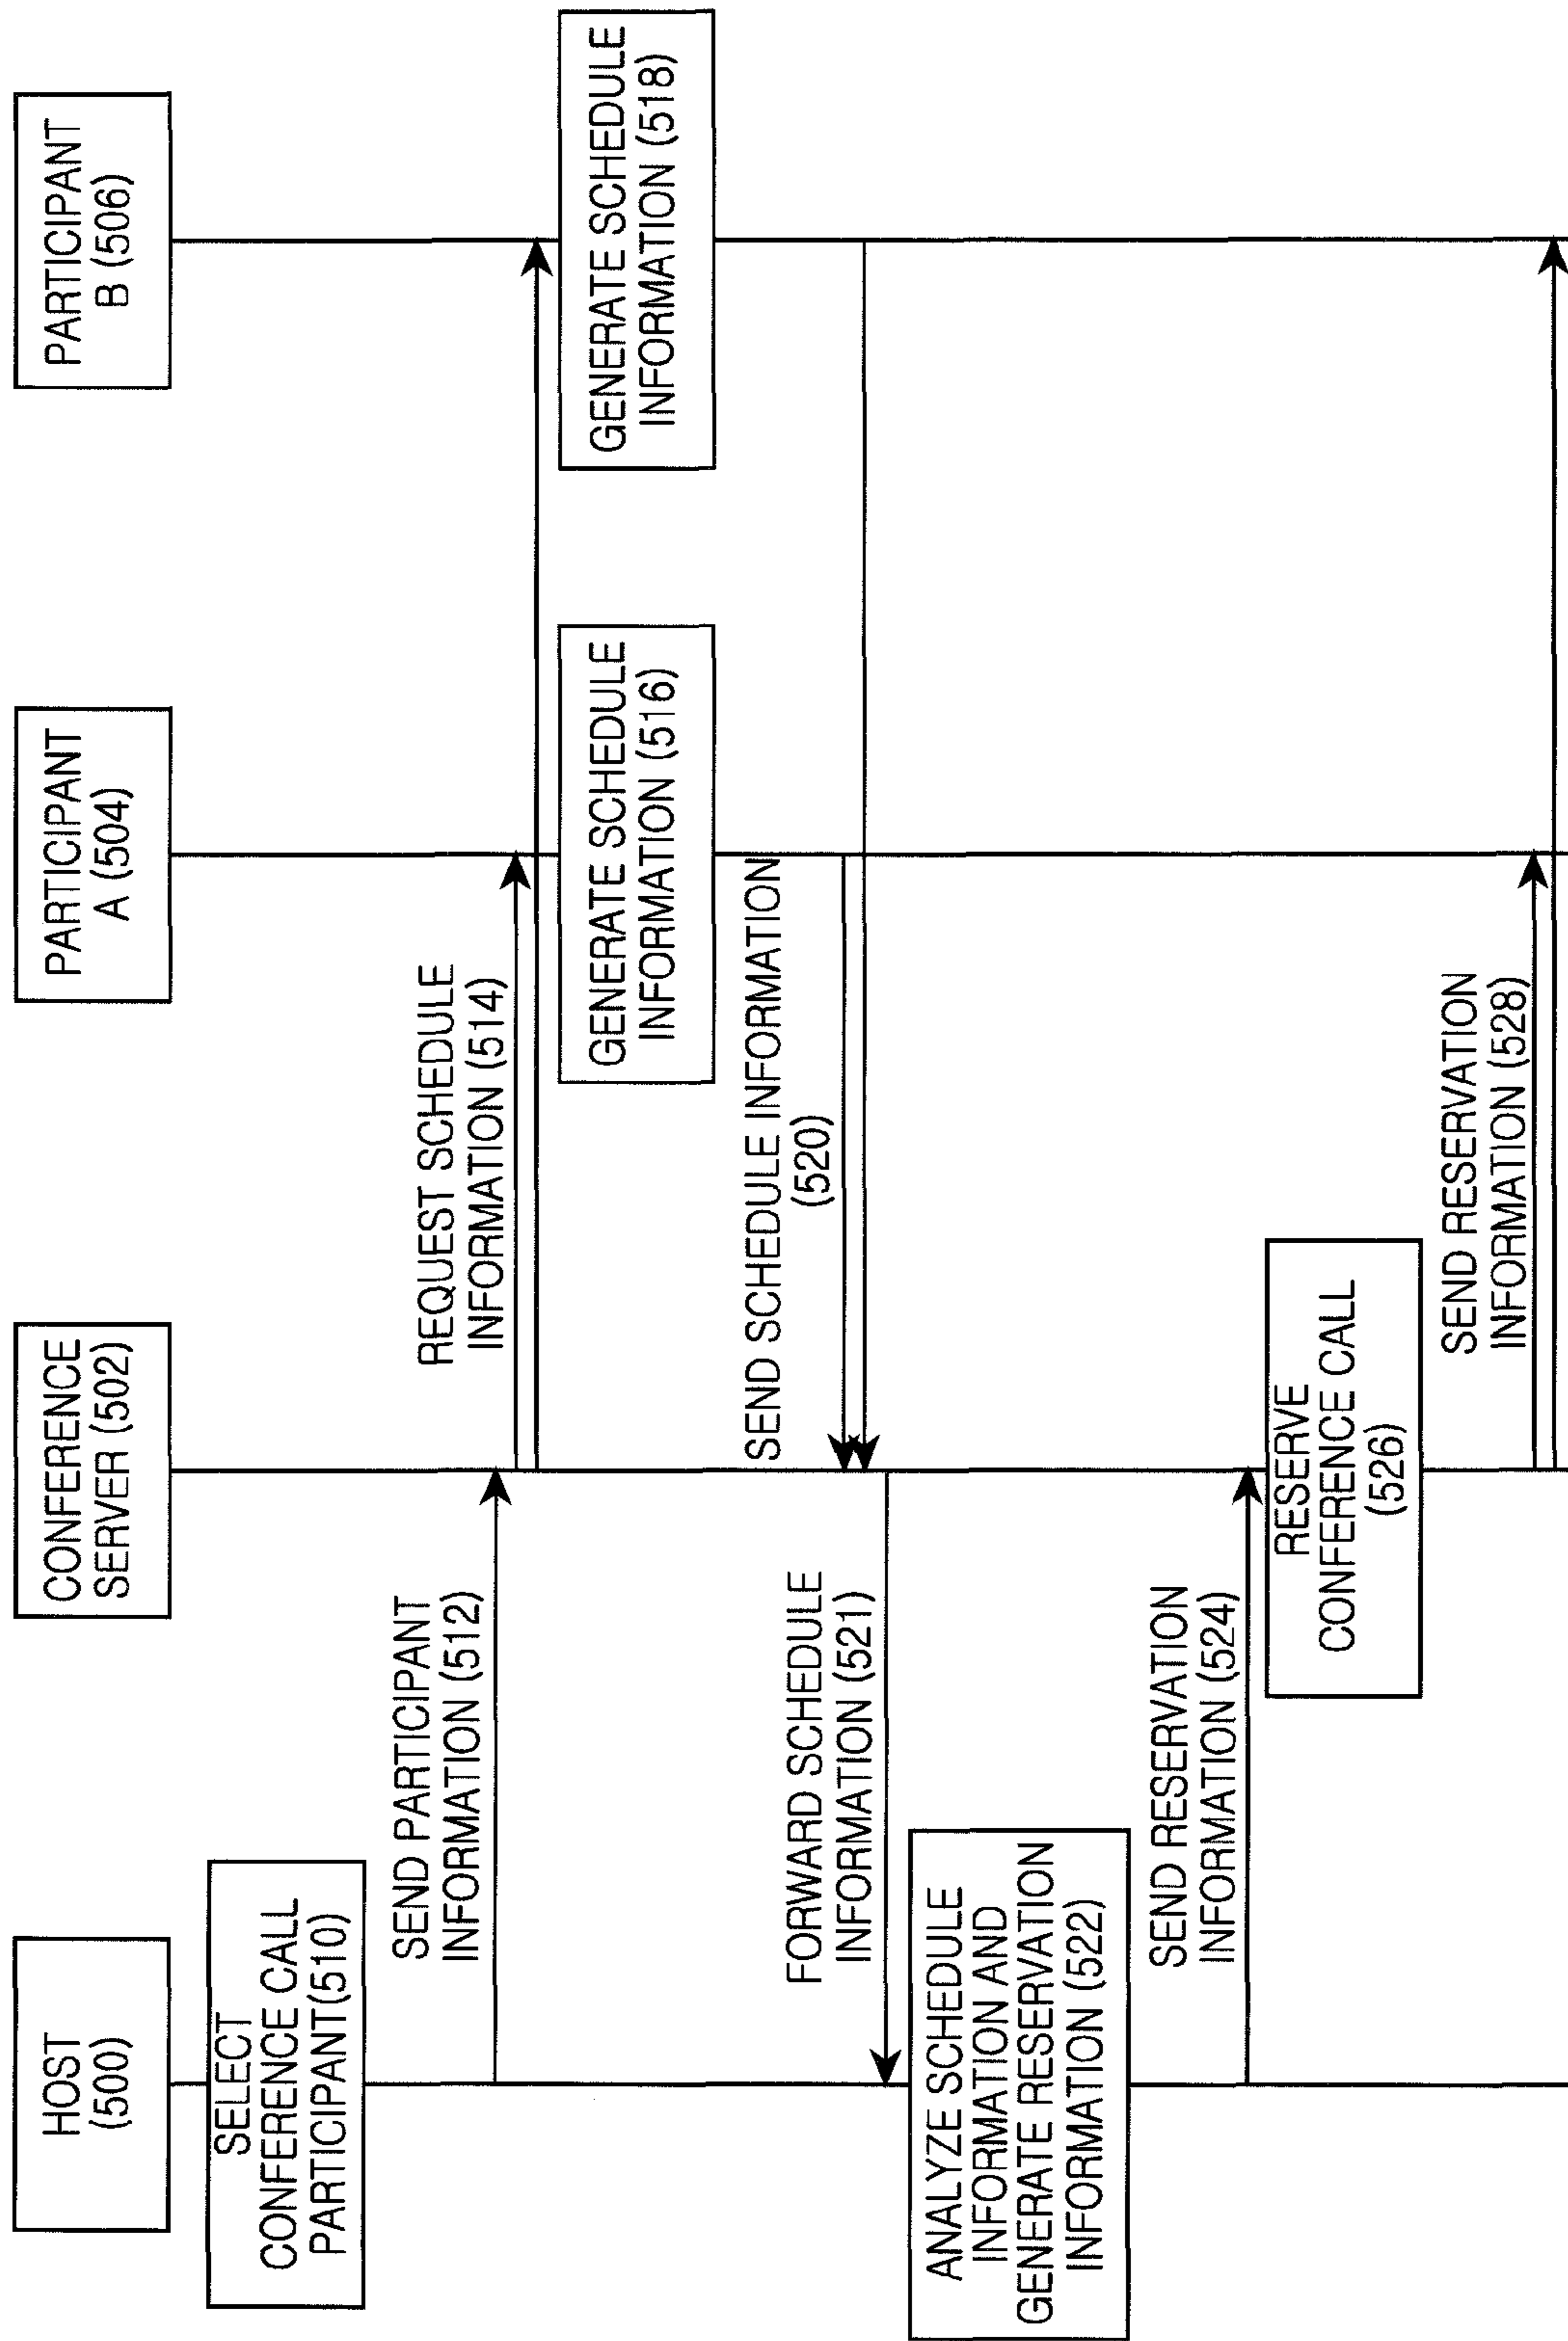 HOST
(500)
CONFERENCE
SERVER (502)
PARTICIPANT
A (504)
PARTICIPANT
B (506)
SELECT
CONFERENCE CALL
PARTICIPANT(510)
SEND PARTICIPANT
INFORMATION (512)
REQUEST SCHEDULE
INFORMATION (514)
GENERATE SCHEDULE
INFORMATION (516)
GENERATE SCHEDULE
INFORMATION (518)
SEND SCHEDULE INFORMATION
(520)
FORWARD SCHEDULE
INFORMATION (521)
ANALYZE SCHEDULE
INFORMATION AND
GENERATE RESERVATION
INFORMATION (522)
SEND RESERVATION
INFORMATION (524)
RESERVE
CONFERENCE CALL
(526)
SEND RESERVATION
INFORMATION (528)